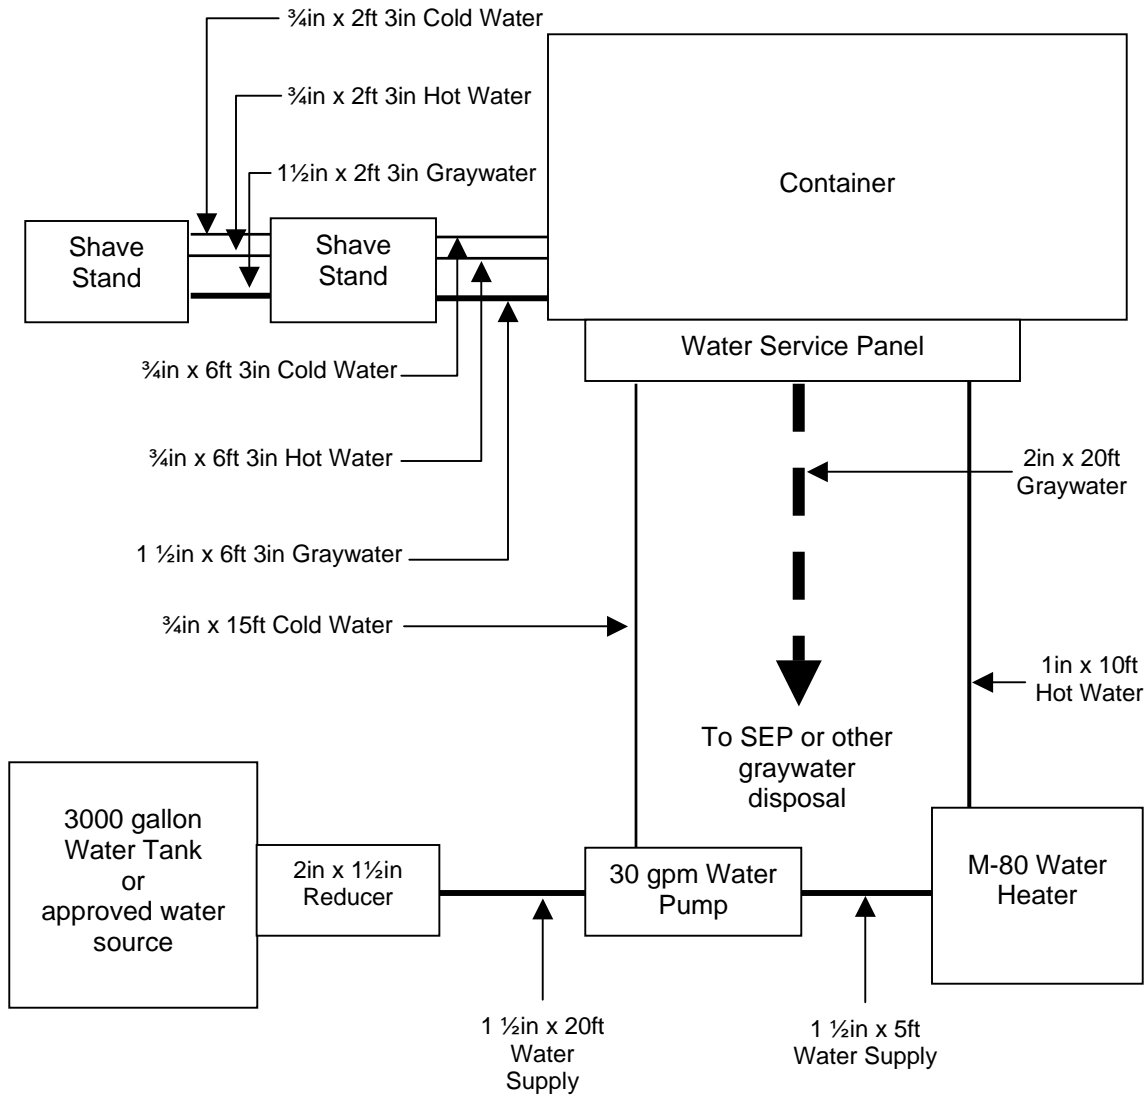 ¾in x 2ft 3in Cold Water
¾in x 2ft 3in Hot Water
1½in x 2ft 3in Graywater
Container
Shave
Stand
Shave
Stand
Water Service Panel
¾in x 6ft 3in Cold Water
¾in x 6ft 3in Hot Water
2in x 20ft
Graywater
1 ½in x 6ft 3in Graywater
¾in x 15ft Cold Water
1in x 10ft
Hot Water
To SEP or other
graywater
disposal
3000 gallon
Water Tank
or
approved water
source
2in x 1½in
Reducer
30 gpm Water
Pump
M-80 Water
Heater
1 ½in x 20ft
Water
Supply
1 ½in x 5ft
Water Supply